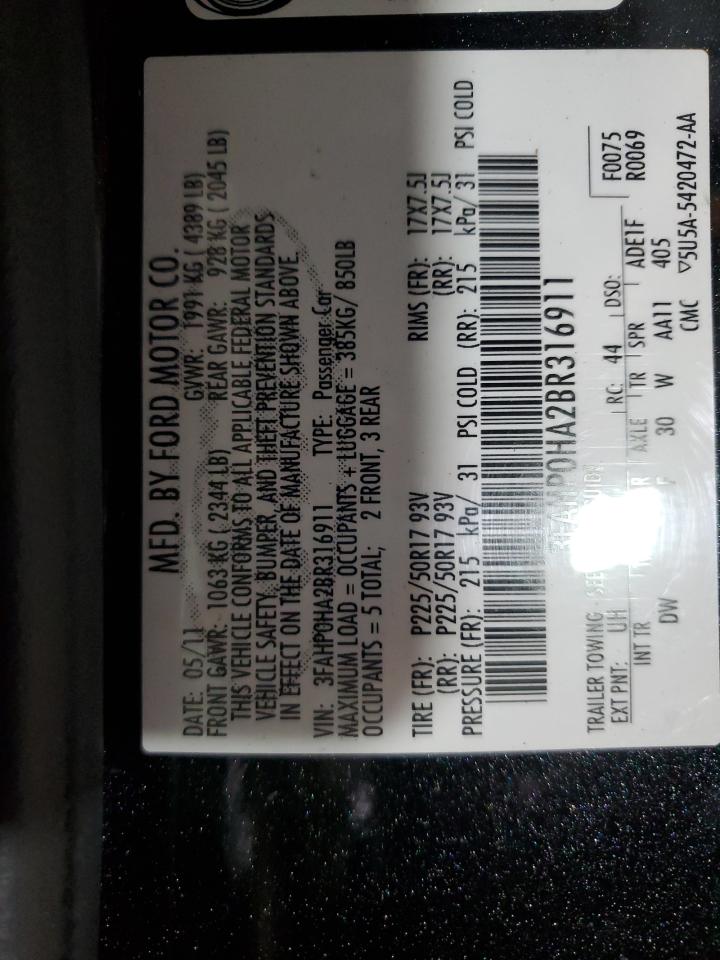 MFD. BY FORD MOTOR CO.
DATE: 05/11 GVWR: 1991 KG ( 4389 LB)
FRONT GAWR: 1063 KG ( 2344 LB) REAR GAWR: 928 KG ( 2045 LB)
THIS VEHICLE CONFORMS TO ALL APPLICABLE FEDERAL MOTOR
VEHICLE SAFETY, BUMPER, AND THEFT PREVENTION STANDARDS
IN EFFECT ON THE DATE OF MANUFACTURE SHOWN ABOVE.
VIN: 3FAHP0HA2BR316911 TYPE: Passenger Car
MAXIMUM LOAD = OCCUPANTS + LUGGAGE = 385KG/ 850LB
OCCUPANTS = 5 TOTAL; 2 FRONT, 3 REAR
TIRE (FR): P225/50R17 93V RIMS (FR): 17X7.5J
(RR): P225/50R17 93V (RR): 17X7.5J
PRESSURE (FR): 215 kPa/ 31 PSI COLD (RR): 215 kPa/ 31 PSI COLD
3FAHP0HA2BR316911
TRAILER TOWING - SEE
EXT PNT: UH RC: 44 DSO: F0075
R0069
INT TR AXLE TR SPR ADE1F
DW 30 W AA11 405
CMC ▽5U5A-5420472-AA